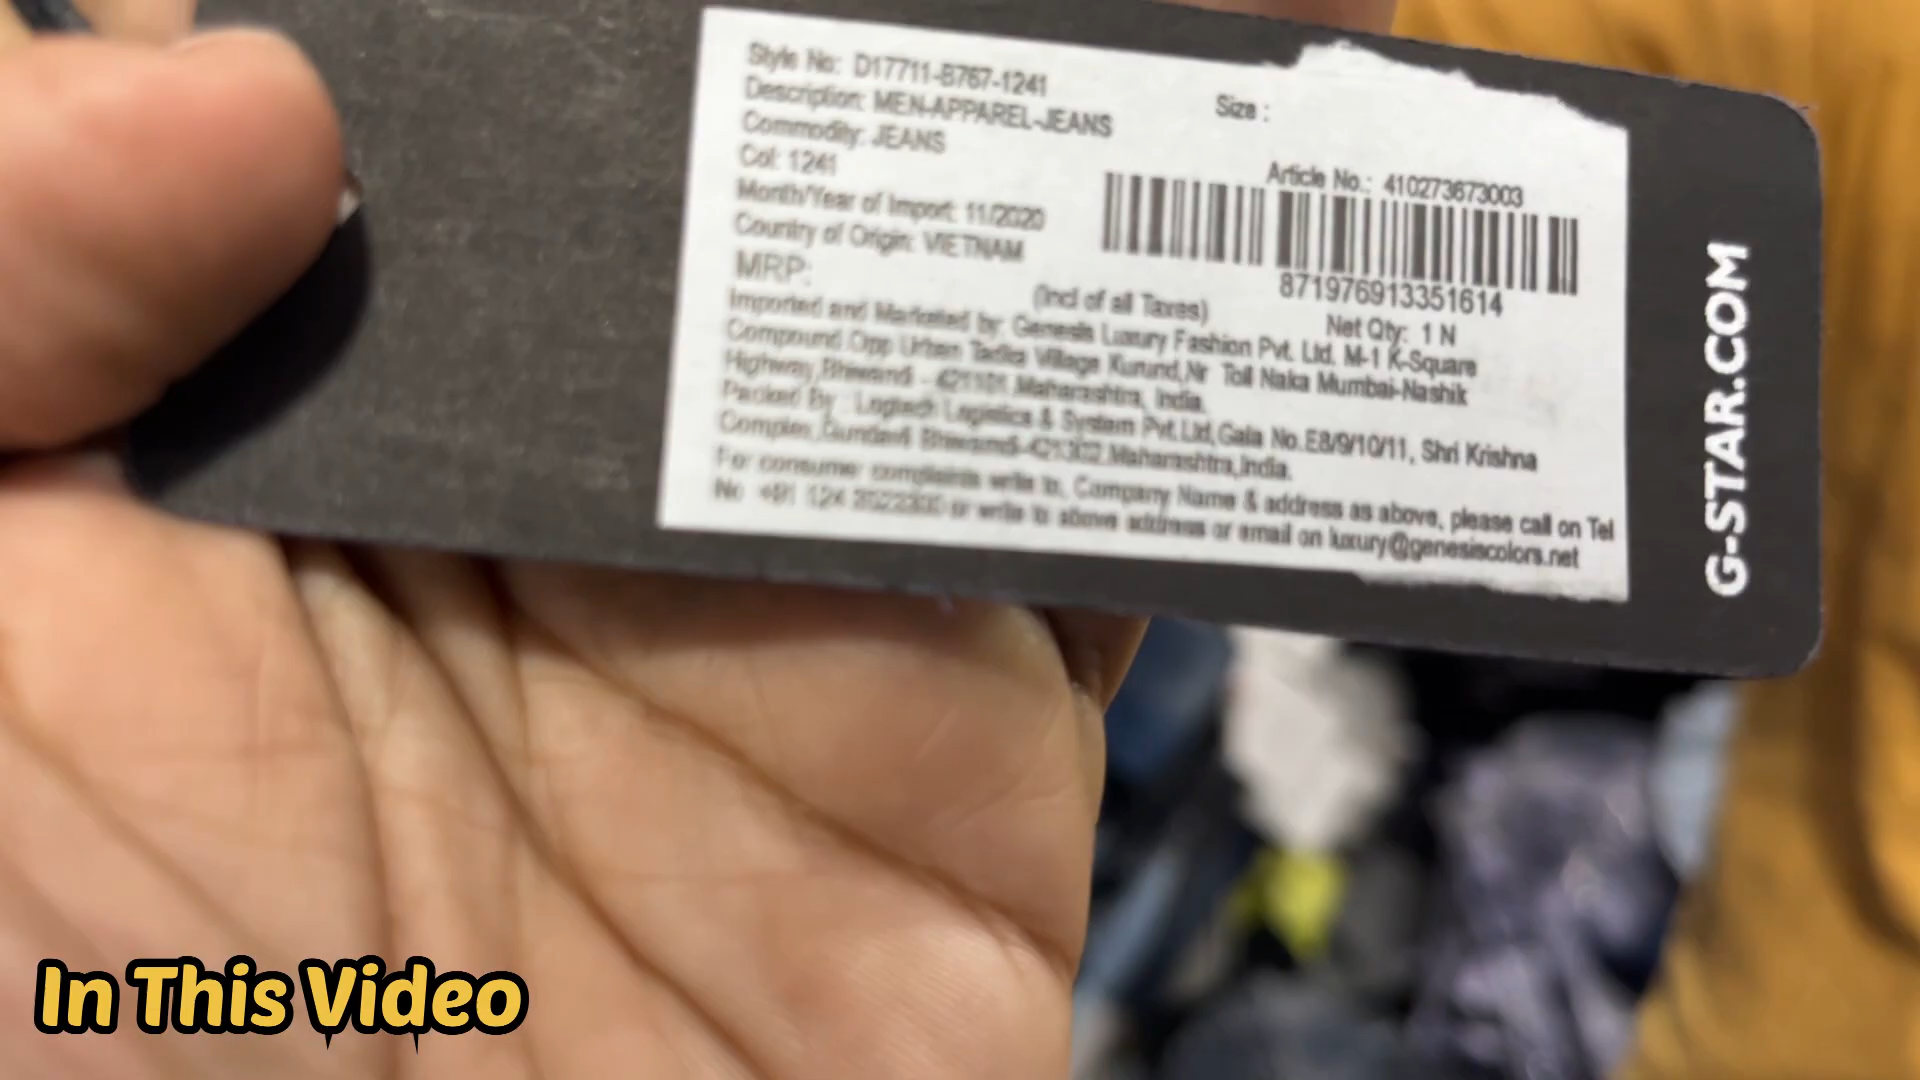 Style No: D17711-B767-1241
Description: MEN-APPAREL-JEANS
Commodity: JEANS
Col: 1241
Month/Year of Import: 11/2020
Country of Origin: VIETNAM
MRP:
(Incl of all Taxes)
Size :
Article No.: 410273673003
8719769133516​14
Net Qty: 1 N
Imported and Marketed by: Genesis Luxury Fashion Pvt. Ltd. M-1 K-Square
Compound Opp Urban Tadka Village Kurund,Nr Toll Naka Mumbai-Nashik
Highway,Bhiwandi - 421101,Maharashtra, India.
Packed By : Logtech Logistics & System Pvt.Ltd,Gala No.E8/9/10/11, Shri Krishna
Complex,Gundavli Bhiwandi-421302,Maharashtra,India.
For consumer complaints write to, Company Name & address as above, please call on Tel
No +91 124 or write to above address or email on luxury@genesiscolors.net
G-STAR.COM
In This Video